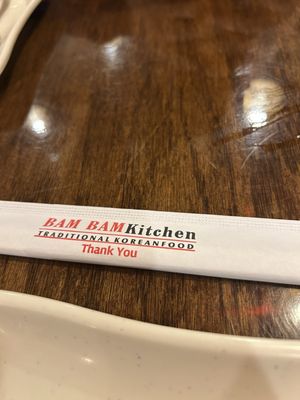 BAM BAM Kitchen
TRADITIONAL KOREANFOOD
Thank You